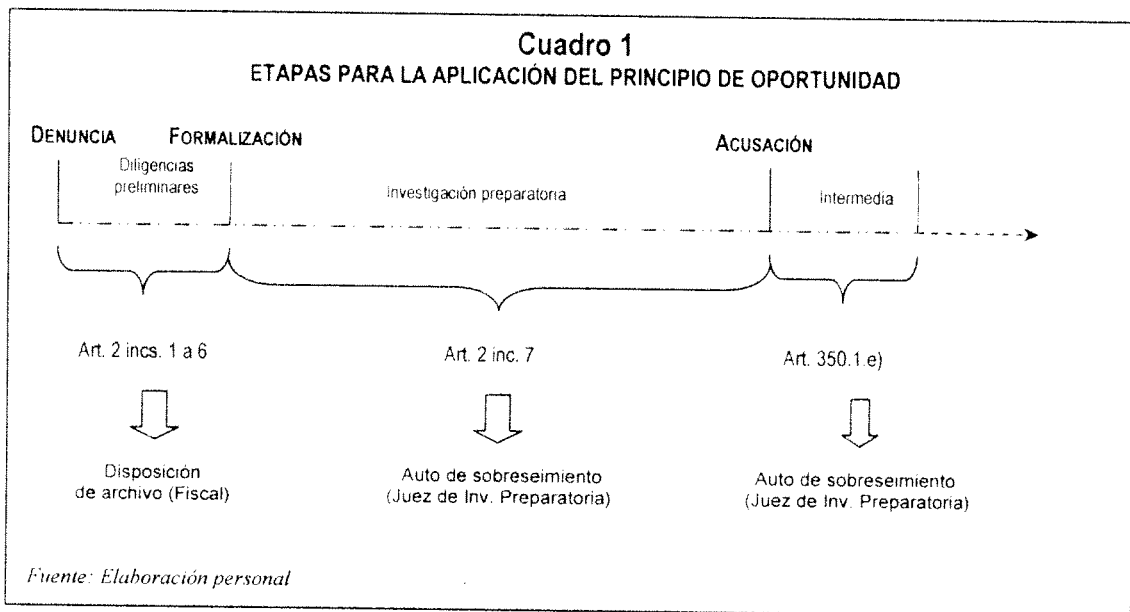 Cuadro 1
ETAPAS PARA LA APLICACIÓN DEL PRINCIPIO DE OPORTUNIDAD
DENUNCIA FORMALIZACIÓN ACUSACIÓN
Diligencias
preliminares
Investigación preparatoria
Intermedia
Art. 2 incs. 1 a 6
Art. 2 inc. 7
Art. 350.1.e)
Disposición
de archivo (Fiscal)
Auto de sobreseimiento
(Juez de Inv. Preparatoria)
Auto de sobreseimiento
(Juez de Inv. Preparatoria)
Fuente: Elaboración personal